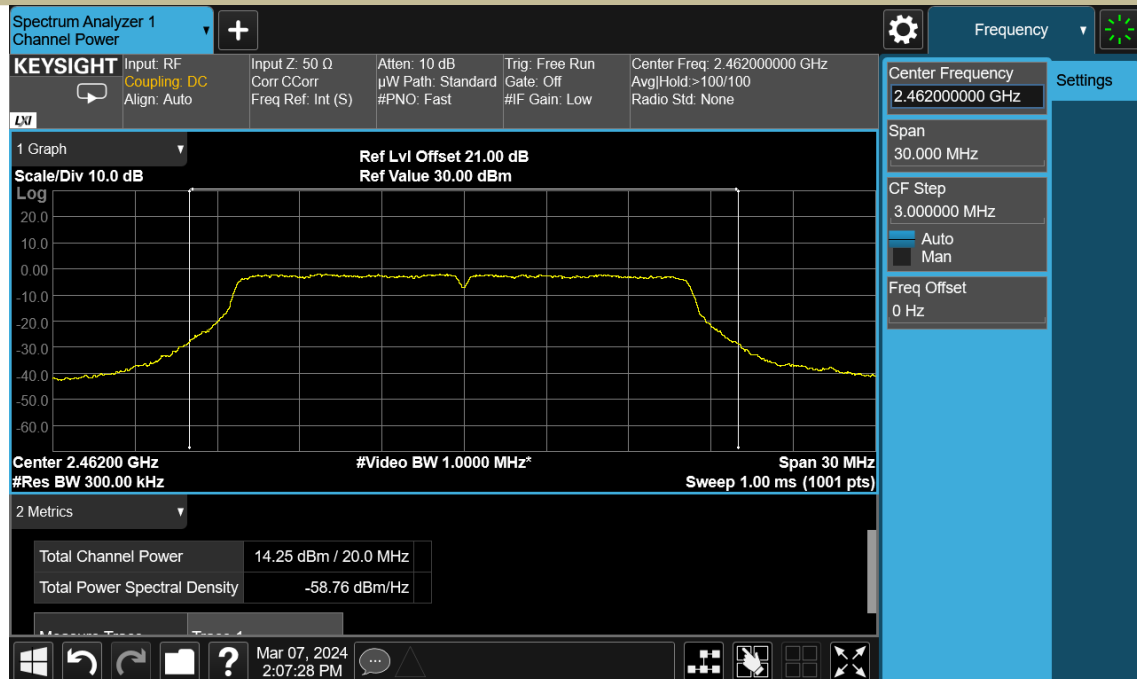 Spectrum Analyzer 1
Channel Power
Frequency
KEYSIGHT
Input: RF
Coupling: DC
Align: Auto
Input Z: 50 Ω
Corr CCorr
Freq Ref: Int (S)
Atten: 10 dB
µW Path: Standard
#PNO: Fast
Trig: Free Run
Gate: Off
#IF Gain: Low
Center Freq: 2.462000000 GHz
Avg|Hold:>100/100
Radio Std: None
LXI
Center Frequency
2.462000000 GHz
Settings
Span
30.000 MHz
CF Step
3.000000 MHz
Auto
Man
Freq Offset
0 Hz
1 Graph
Ref Lvl Offset 21.00 dB
Scale/Div 10.0 dB
Ref Value 30.00 dBm
Log
20.0
10.0
0.00
-10.0
-20.0
-30.0
-40.0
-50.0
-60.0
Center 2.46200 GHz
#Video BW 1.0000 MHz*
Span 30 MHz
#Res BW 300.00 kHz
Sweep 1.00 ms (1001 pts)
2 Metrics
Total Channel Power 14.25 dBm / 20.0 MHz
Total Power Spectral Density -58.76 dBm/Hz
Mar 07, 2024
2:07:28 PM